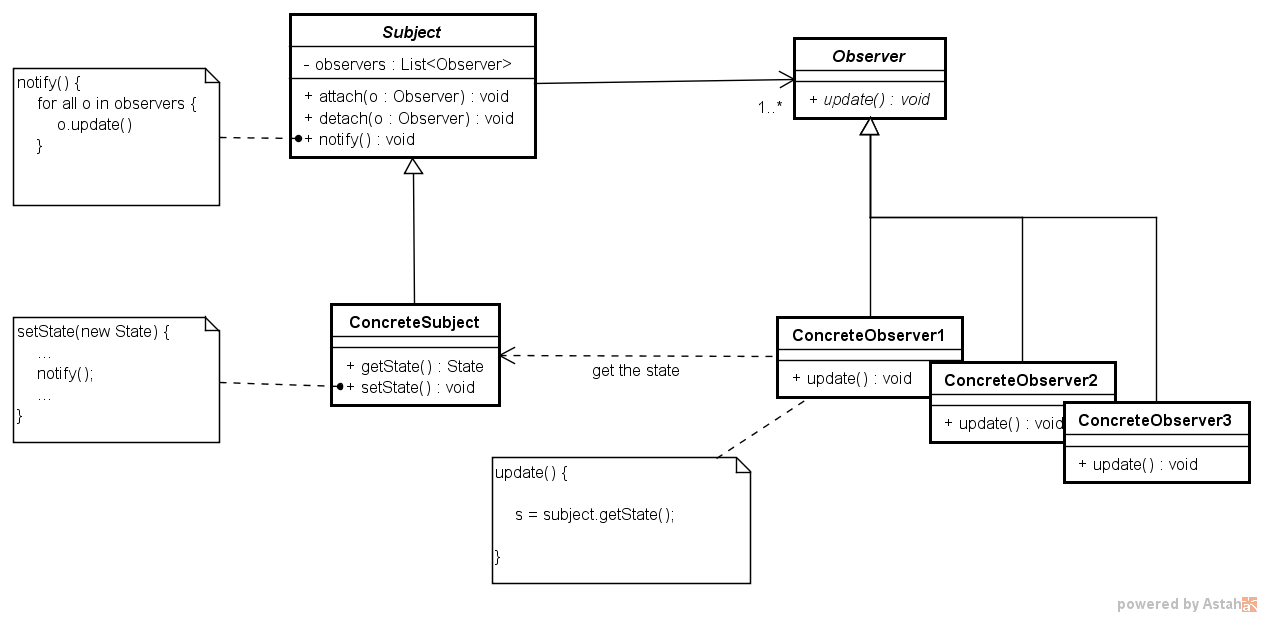 Subject
- observers : List<Observer>
+ attach(o : Observer) : void
+ detach(o : Observer) : void
+ notify() : void
Observer
+ update() : void
1..*
notify() {
for all o in observers {
o.update()
}
ConcreteSubject
+ getState() : State
+ setState() : void
setState(new State) {
...
notify();
...
}
get the state
ConcreteObserver1
+ update() : void
ConcreteObserver2
+ update() : void
ConcreteObserver3
+ update() : void
update() {
s = subject.getState();
}
powered by Astah